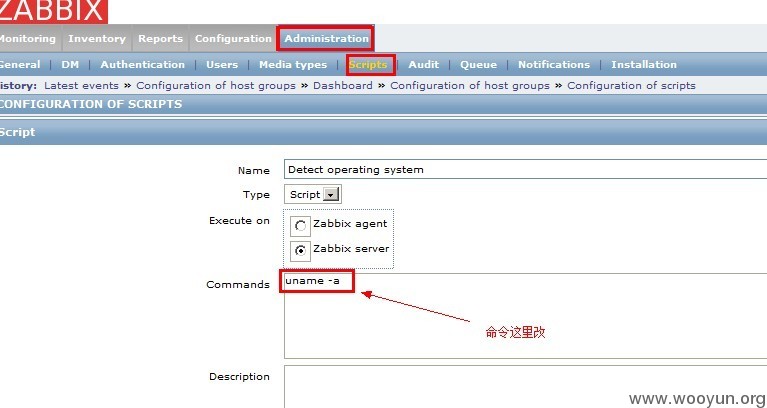 ZABBIX
Monitoring Inventory Reports Configuration Administration
General | DM | Authentication | Users | Media types | Scripts | Audit | Queue | Notifications | Installation
istory: Latest events » Configuration of host groups » Dashboard » Configuration of host groups » Configuration of scripts
CONFIGURATION OF SCRIPTS
Script
Name Detect operating system
Type Script
Execute on Zabbix agent
Zabbix server
Commands uname -a
命令这里改
Description
www.wooyun.org